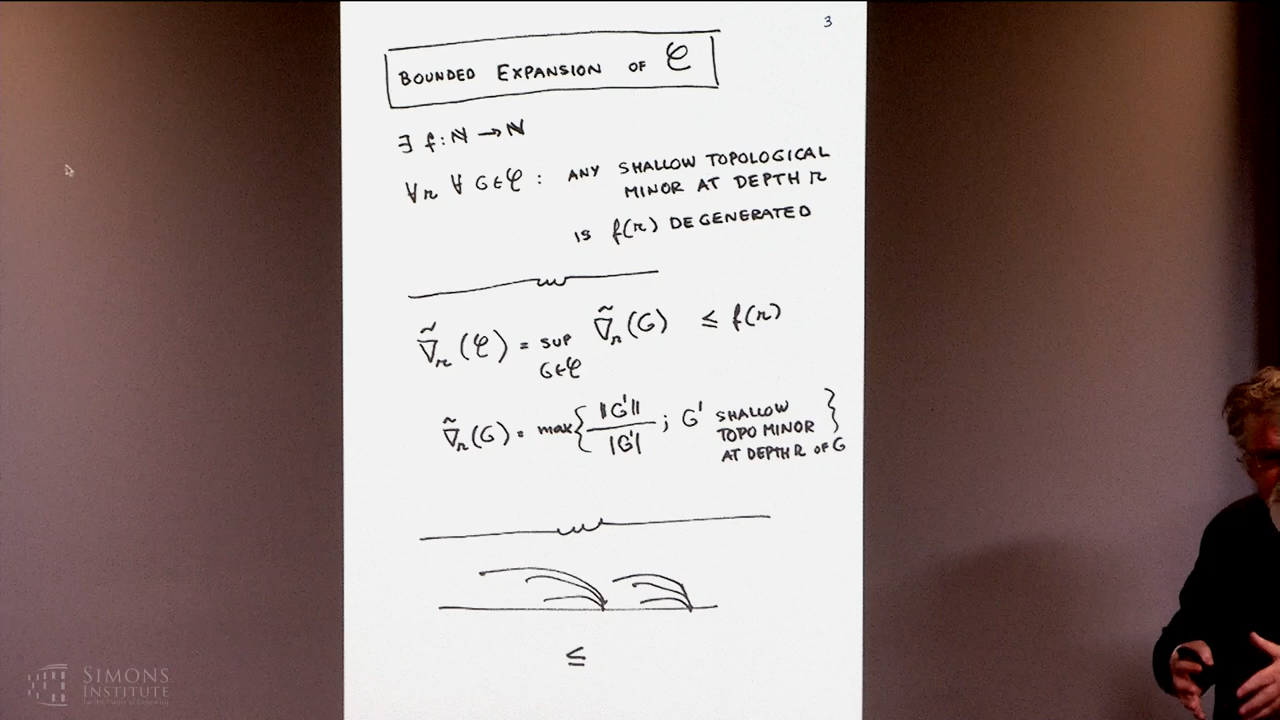 3
BOUNDED EXPANSION OF 𝒞
∃ f: ℕ → ℕ
∀r ∀ G∈𝒞 : ANY SHALLOW TOPOLOGICAL
MINOR AT DEPTH r
IS f(r) DEGENERATED
∇̃r (𝒞) = SUP ∇̃r (G) ≤ f(r)
G∈𝒞
∇̃r (G) = max { ||G'|| / |G'| ; G' SHALLOW
TOPO MINOR
AT DEPTH r OF G }
≤
SIMONS
INSTITUTE